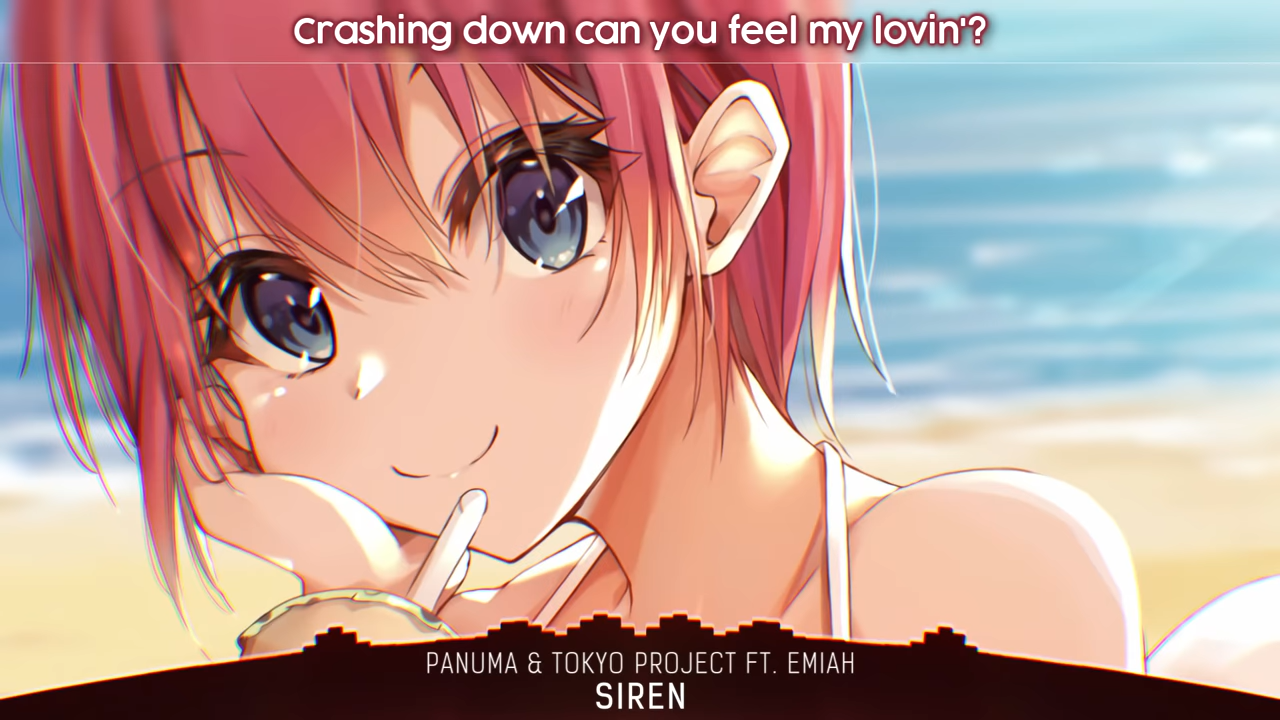 Crashing down can you feel my lovin'?
PANUMA & TOKYO PROJECT FT. EMIAH
SIREN